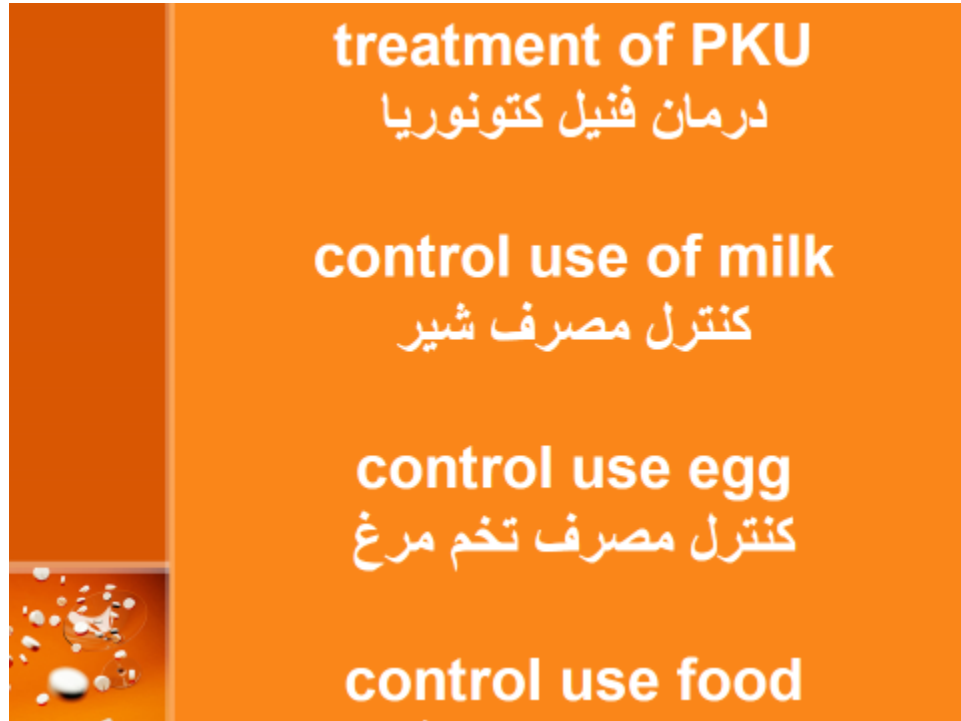 treatment of PKU
درمان فنیل کتونوریا
control use of milk
کنترل مصرف شیر
control use egg
کنترل مصرف تخم مرغ
control use food